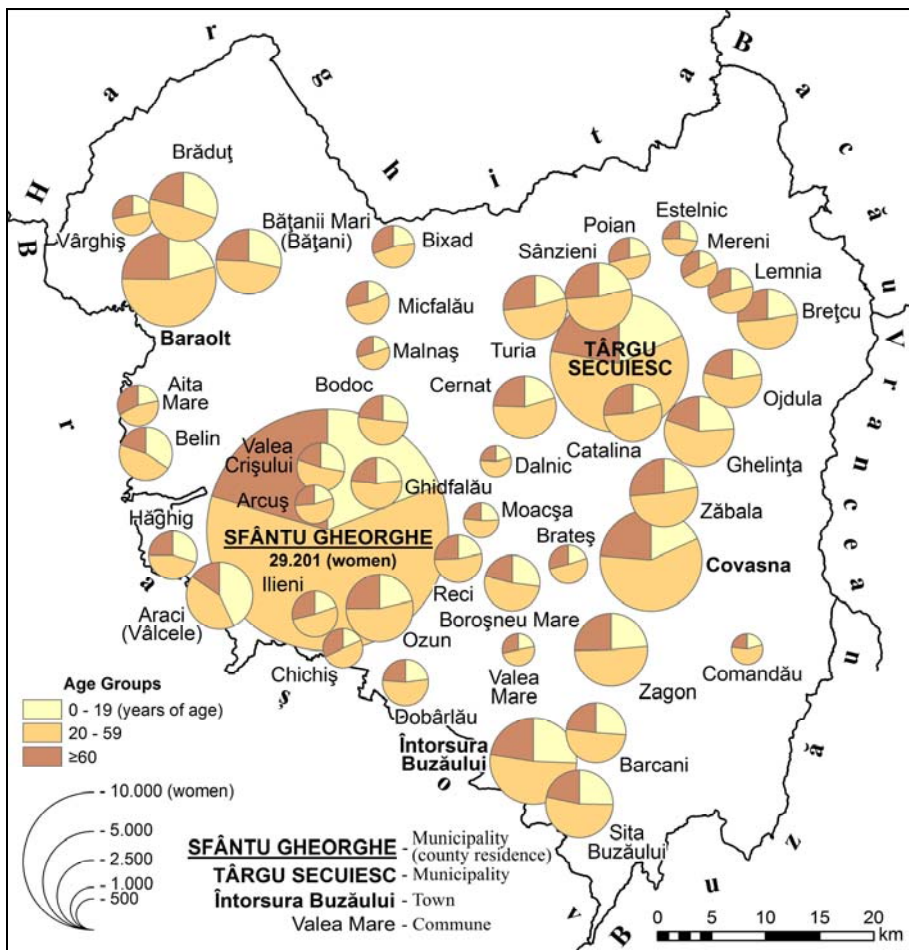 H a r g h i t a
B a c ă u
V r a n c e a
B u z ă u
B r a ş o v
Brăduţ
Vârghiş
Băţanii Mari
(Băţani)
Baraolt
Bixad
Micfalău
Malnaş
Estelnic
Poian
Mereni
Sânzieni
Lemnia
Breţcu
Turia
TÂRGU
SECUIESC
Ojdula
Cernat
Catalina
Ghelinţa
Aita
Mare
Bodoc
Belin
Valea
Crişului
Dalnic
Ghidfalău
Arcuş
Moacşa
Zăbala
Hăghig
SFÂNTU GHEORGHE
29.201 (women)
Brateş
Covasna
Ilieni
Reci
Araci
(Vâlcele)
Boroşneu Mare
Ozun
Chichiş
Valea
Mare
Zagon
Comandău
Dobârlău
Întorsura
Buzăului
Barcani
Sita
Buzăului
Age Groups
0 - 19 (years of age)
20 - 59
≥60
- 10.000 (women)
- 5.000
- 2.500
- 1.000
- 500
SFÂNTU GHEORGHE - Municipality
(county residence)
TÂRGU SECUIESC - Municipality
Întorsura Buzăului - Town
Valea Mare - Commune
0 5 10 15 20
km